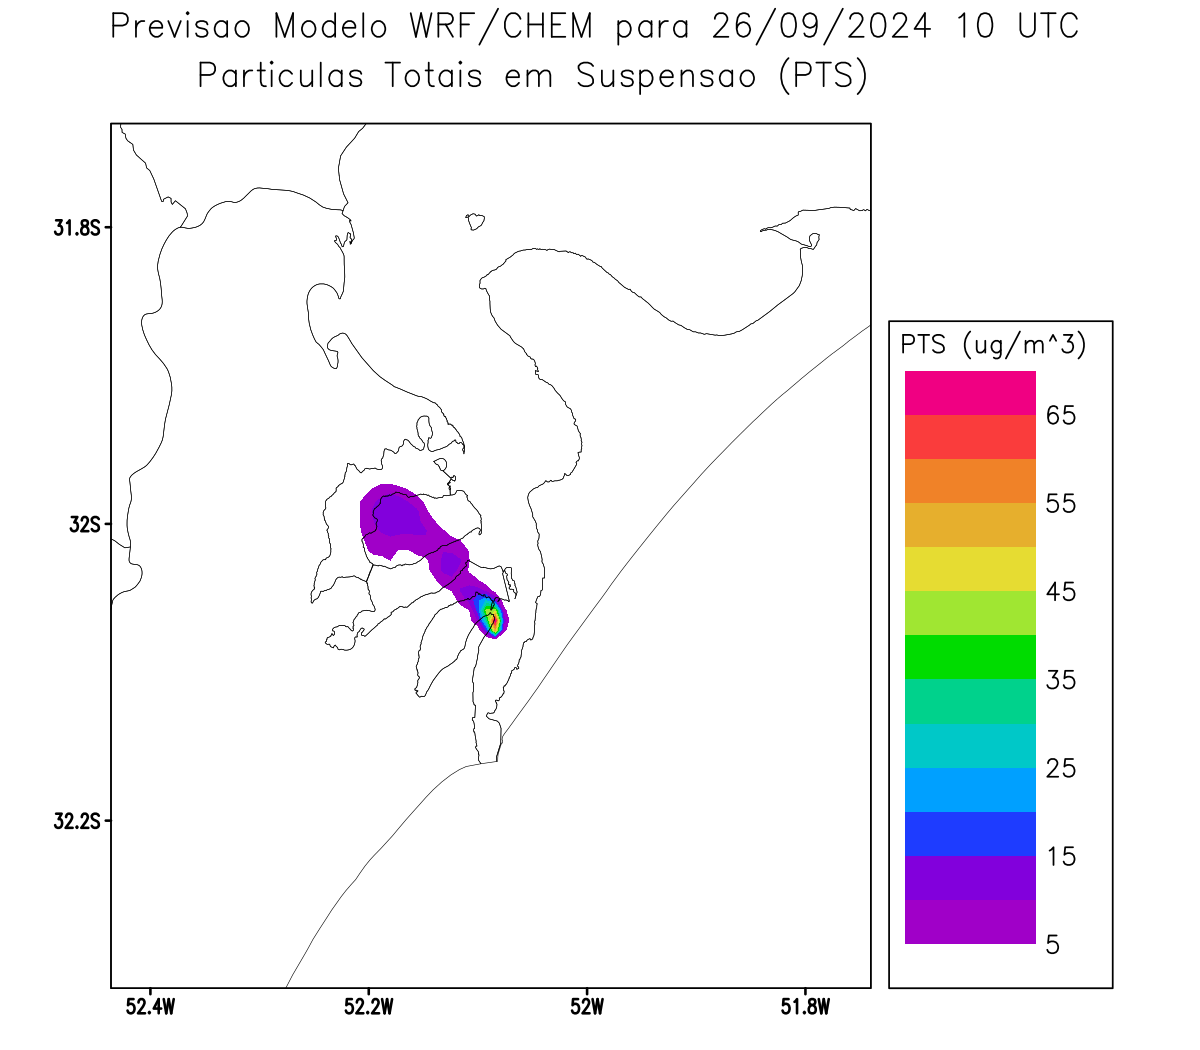 Previsao Modelo WRF/CHEM para 26/09/2024 10 UTC
Particulas Totais em Suspensao (PTS)
31.8S
32S
32.2S
52.4W
52.2W
52W
51.8W
PTS (ug/m^3)
65
55
45
35
25
15
5